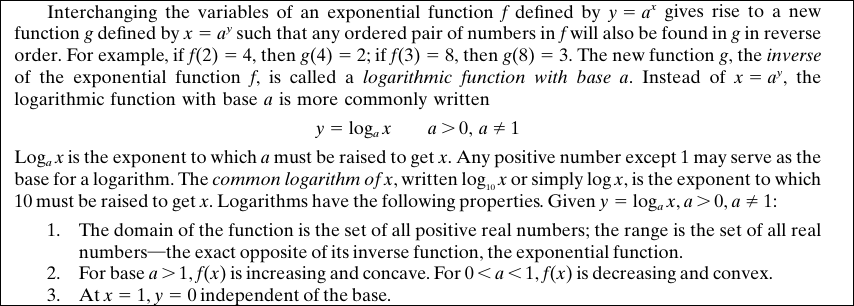 Interchanging the variables of an exponential function f defined by y = aˣ gives rise to a new
function g defined by x = aʸ such that any ordered pair of numbers in f will also be found in g in reverse
order. For example, if f(2) = 4, then g(4) = 2; if f(3) = 8, then g(8) = 3. The new function g, the inverse
of the exponential function f, is called a logarithmic function with base a. Instead of x = aʸ, the
logarithmic function with base a is more commonly written
y = logₐ x a > 0, a ≠ 1
Logₐ x is the exponent to which a must be raised to get x. Any positive number except 1 may serve as the
base for a logarithm. The common logarithm of x, written log₁₀ x or simply log x, is the exponent to which
10 must be raised to get x. Logarithms have the following properties. Given y = logₐ x, a > 0, a ≠ 1:
1. The domain of the function is the set of all positive real numbers; the range is the set of all real
numbers—the exact opposite of its inverse function, the exponential function.
2. For base a > 1, f(x) is increasing and concave. For 0 < a < 1, f(x) is decreasing and convex.
3. At x = 1, y = 0 independent of the base.